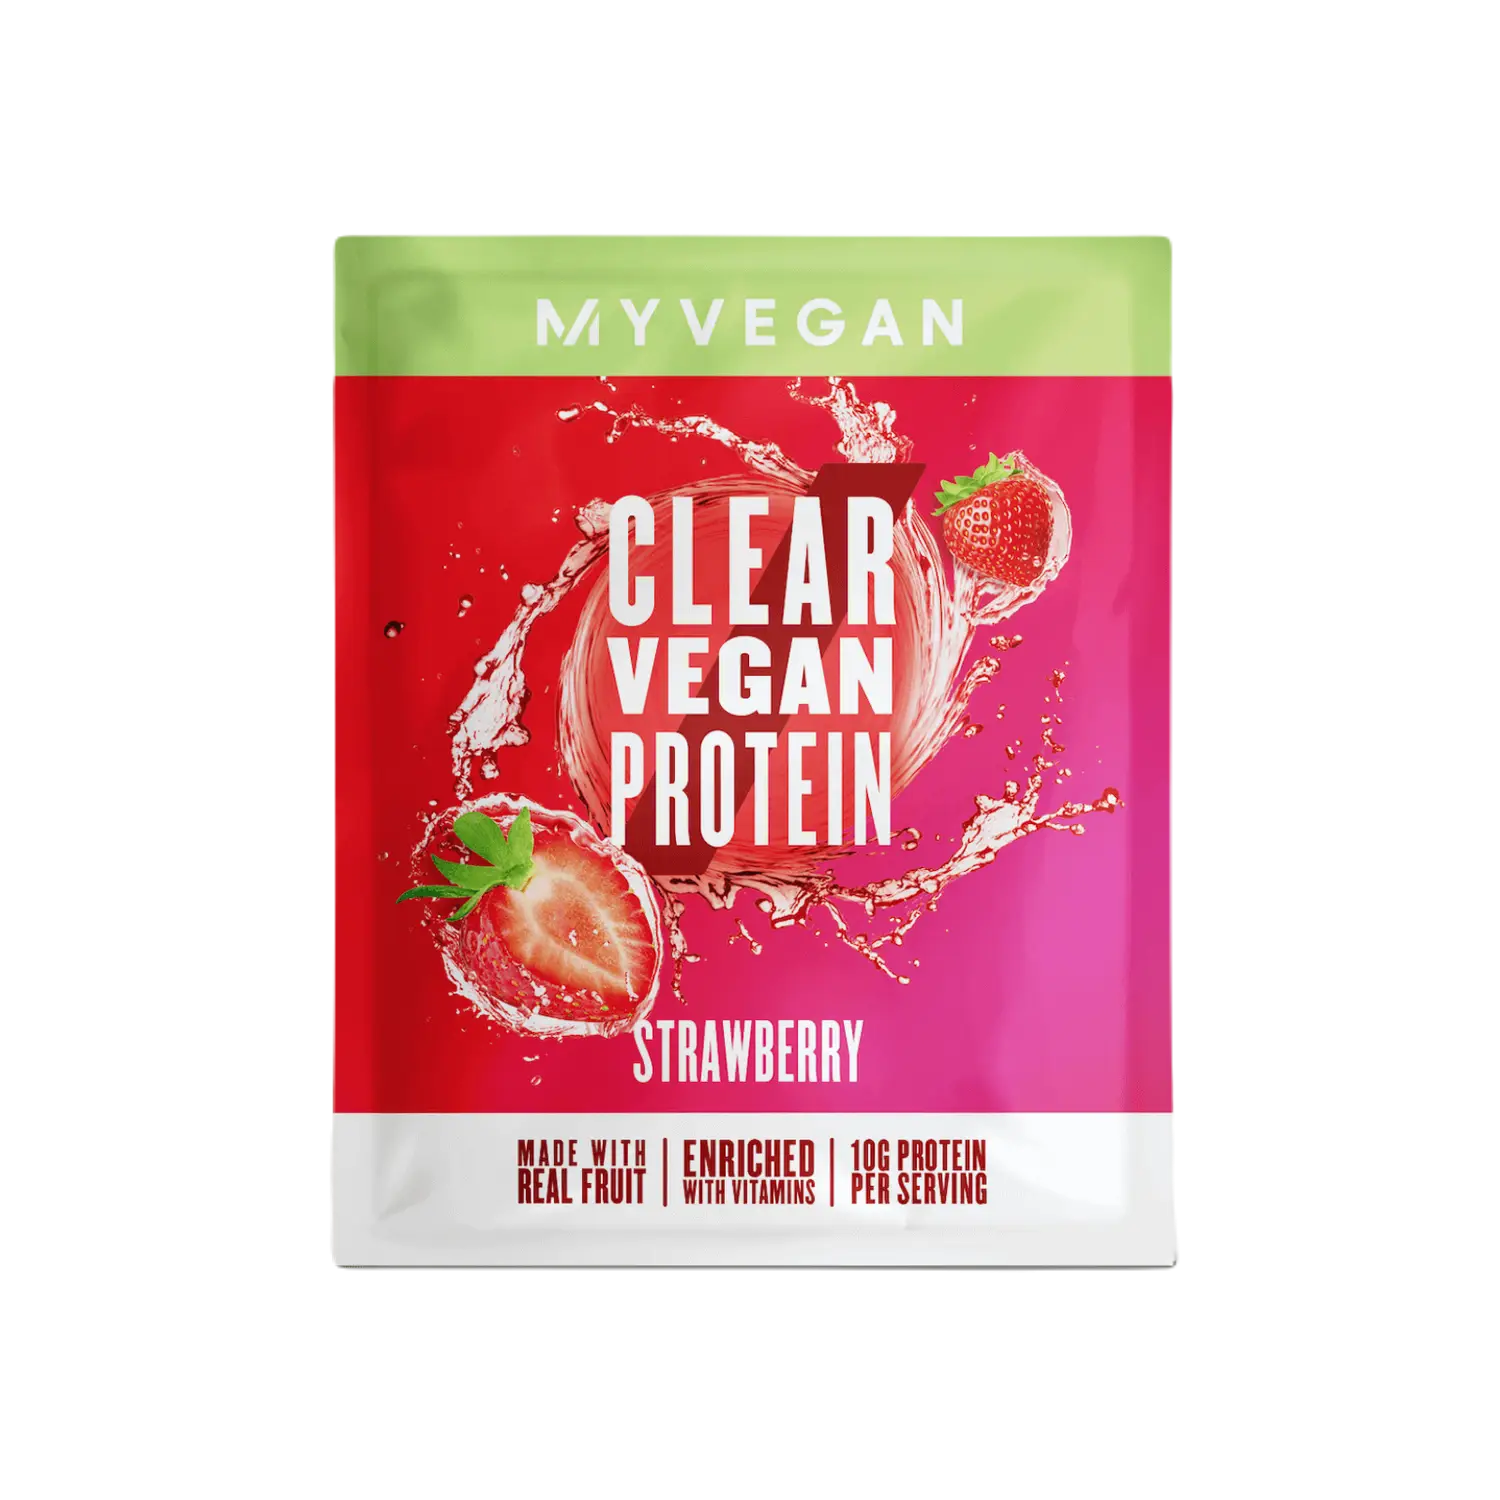 MYVEGAN
CLEAR
VEGAN
PROTEIN
STRAWBERRY
MADE WITH
REAL FRUIT
ENRICHED
WITH VITAMINS
10G PROTEIN
PER SERVING